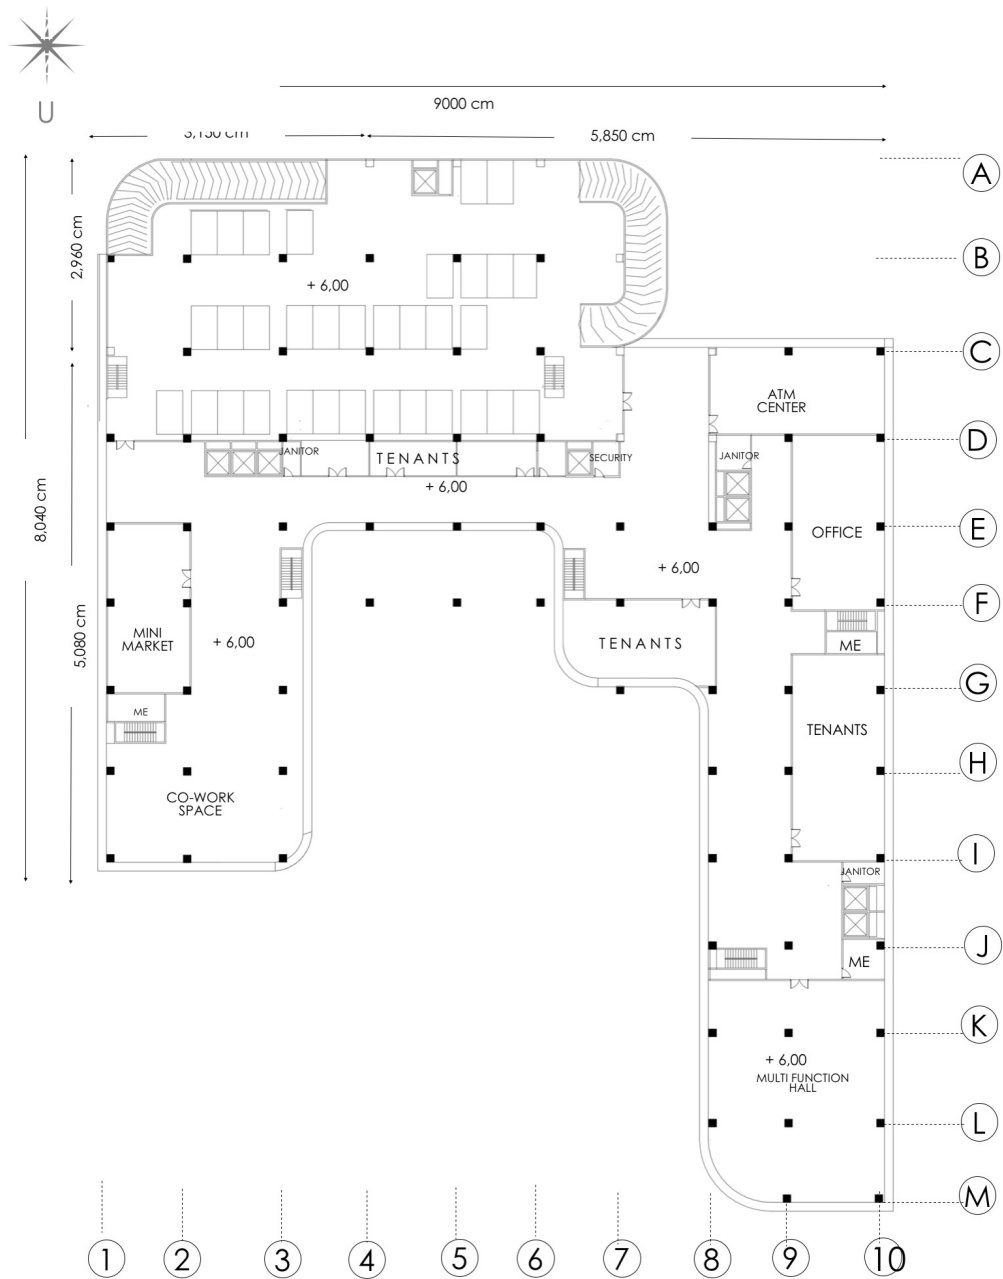 U
9000 cm
5,850 cm
A
2,960 cm
B
+ 6,00
C
ATM
CENTER
D
JANITOR
TENANTS
SECURITY
JANITOR
+ 6,00
8,040 cm
E
OFFICE
+ 6,00
F
5,080 cm
MINI
MARKET
+ 6,00
TENANTS
ME
G
ME
TENANTS
H
CO-WORK
SPACE
I
JANITOR
J
ME
K
+ 6,00
MULTI FUNCTION
HALL
L
M
1 2 3 4 5 6 7 8 9 10